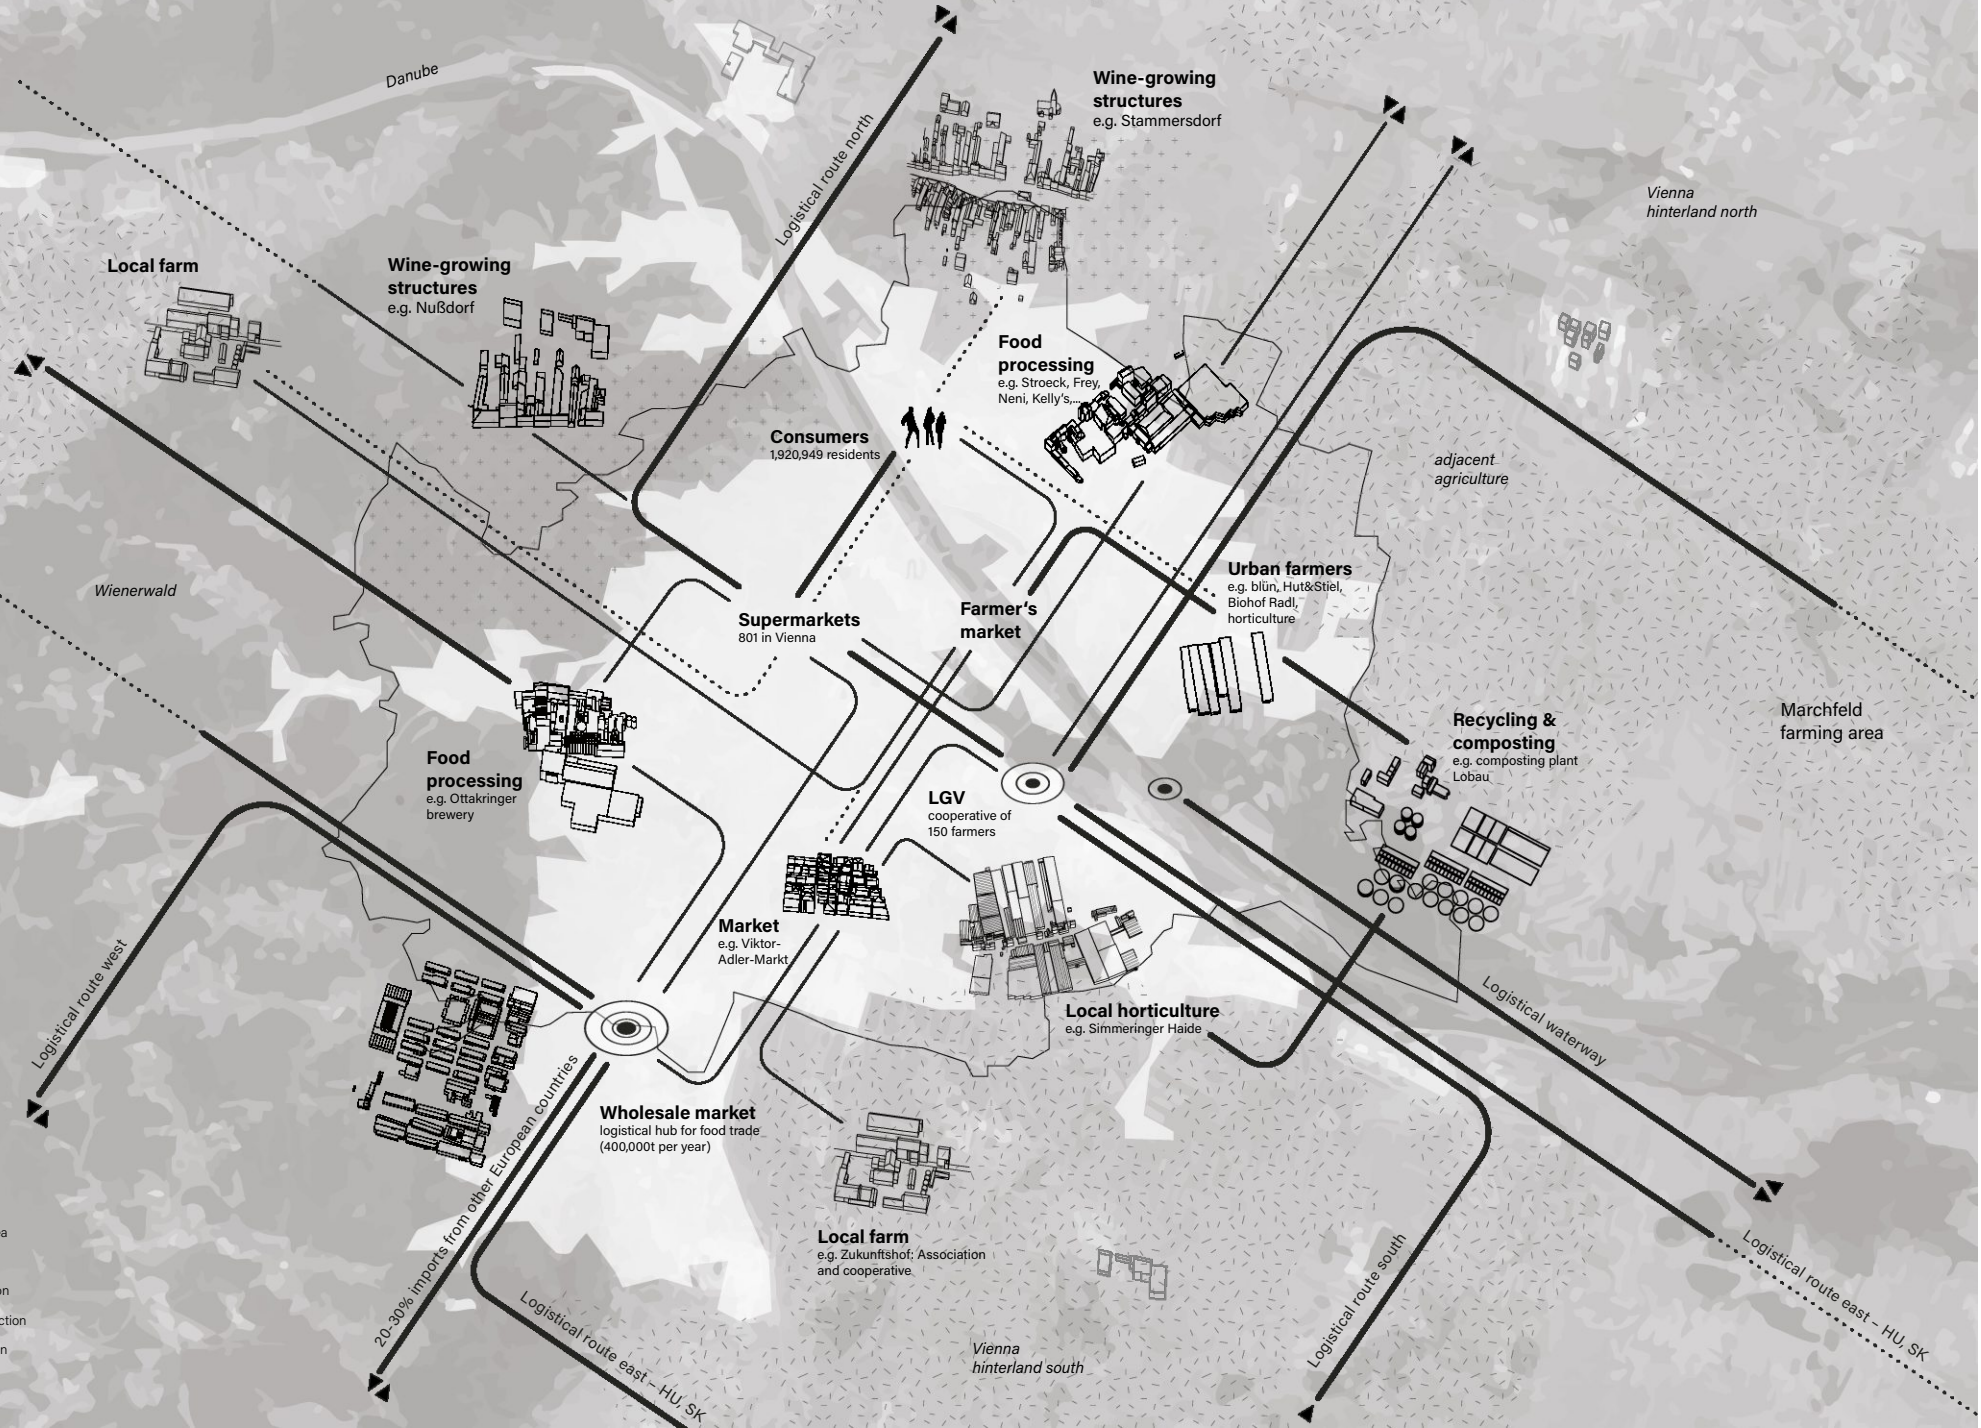 Danube
Logistical route north
Wine-growing
structures
e.g. Stammersdorf
Vienna
hinterland north
Local farm
Wine-growing
structures
e.g. Nußdorf
Food
processing
e.g. Stroeck, Frey,
Neni, Kelly's,...
Consumers
1,920,949 residents
adjacent
agriculture
Wienerwald
Supermarkets
801 in Vienna
Farmer's
market
Urban farmers
e.g. blün, Hut&Stiel,
Biohof Radl,
horticulture
Marchfeld
farming area
Recycling &
composting
e.g. composting plant
Lobau
Food
processing
e.g. Ottakringer
brewery
LGV
cooperative of
150 farmers
Market
e.g. Viktor-
Adler-Markt
Logistical route west
Local horticulture
e.g. Simmeringer Haide
Logistical waterway
Wholesale market
logistical hub for food trade
(400,000t per year)
20-30% imports from other European countries
Local farm
e.g. Zukunftshof: Association
and cooperative
Logistical route east – HU, SK
Logistical route south
Logistical route east – HU, SK
Vienna
hinterland south